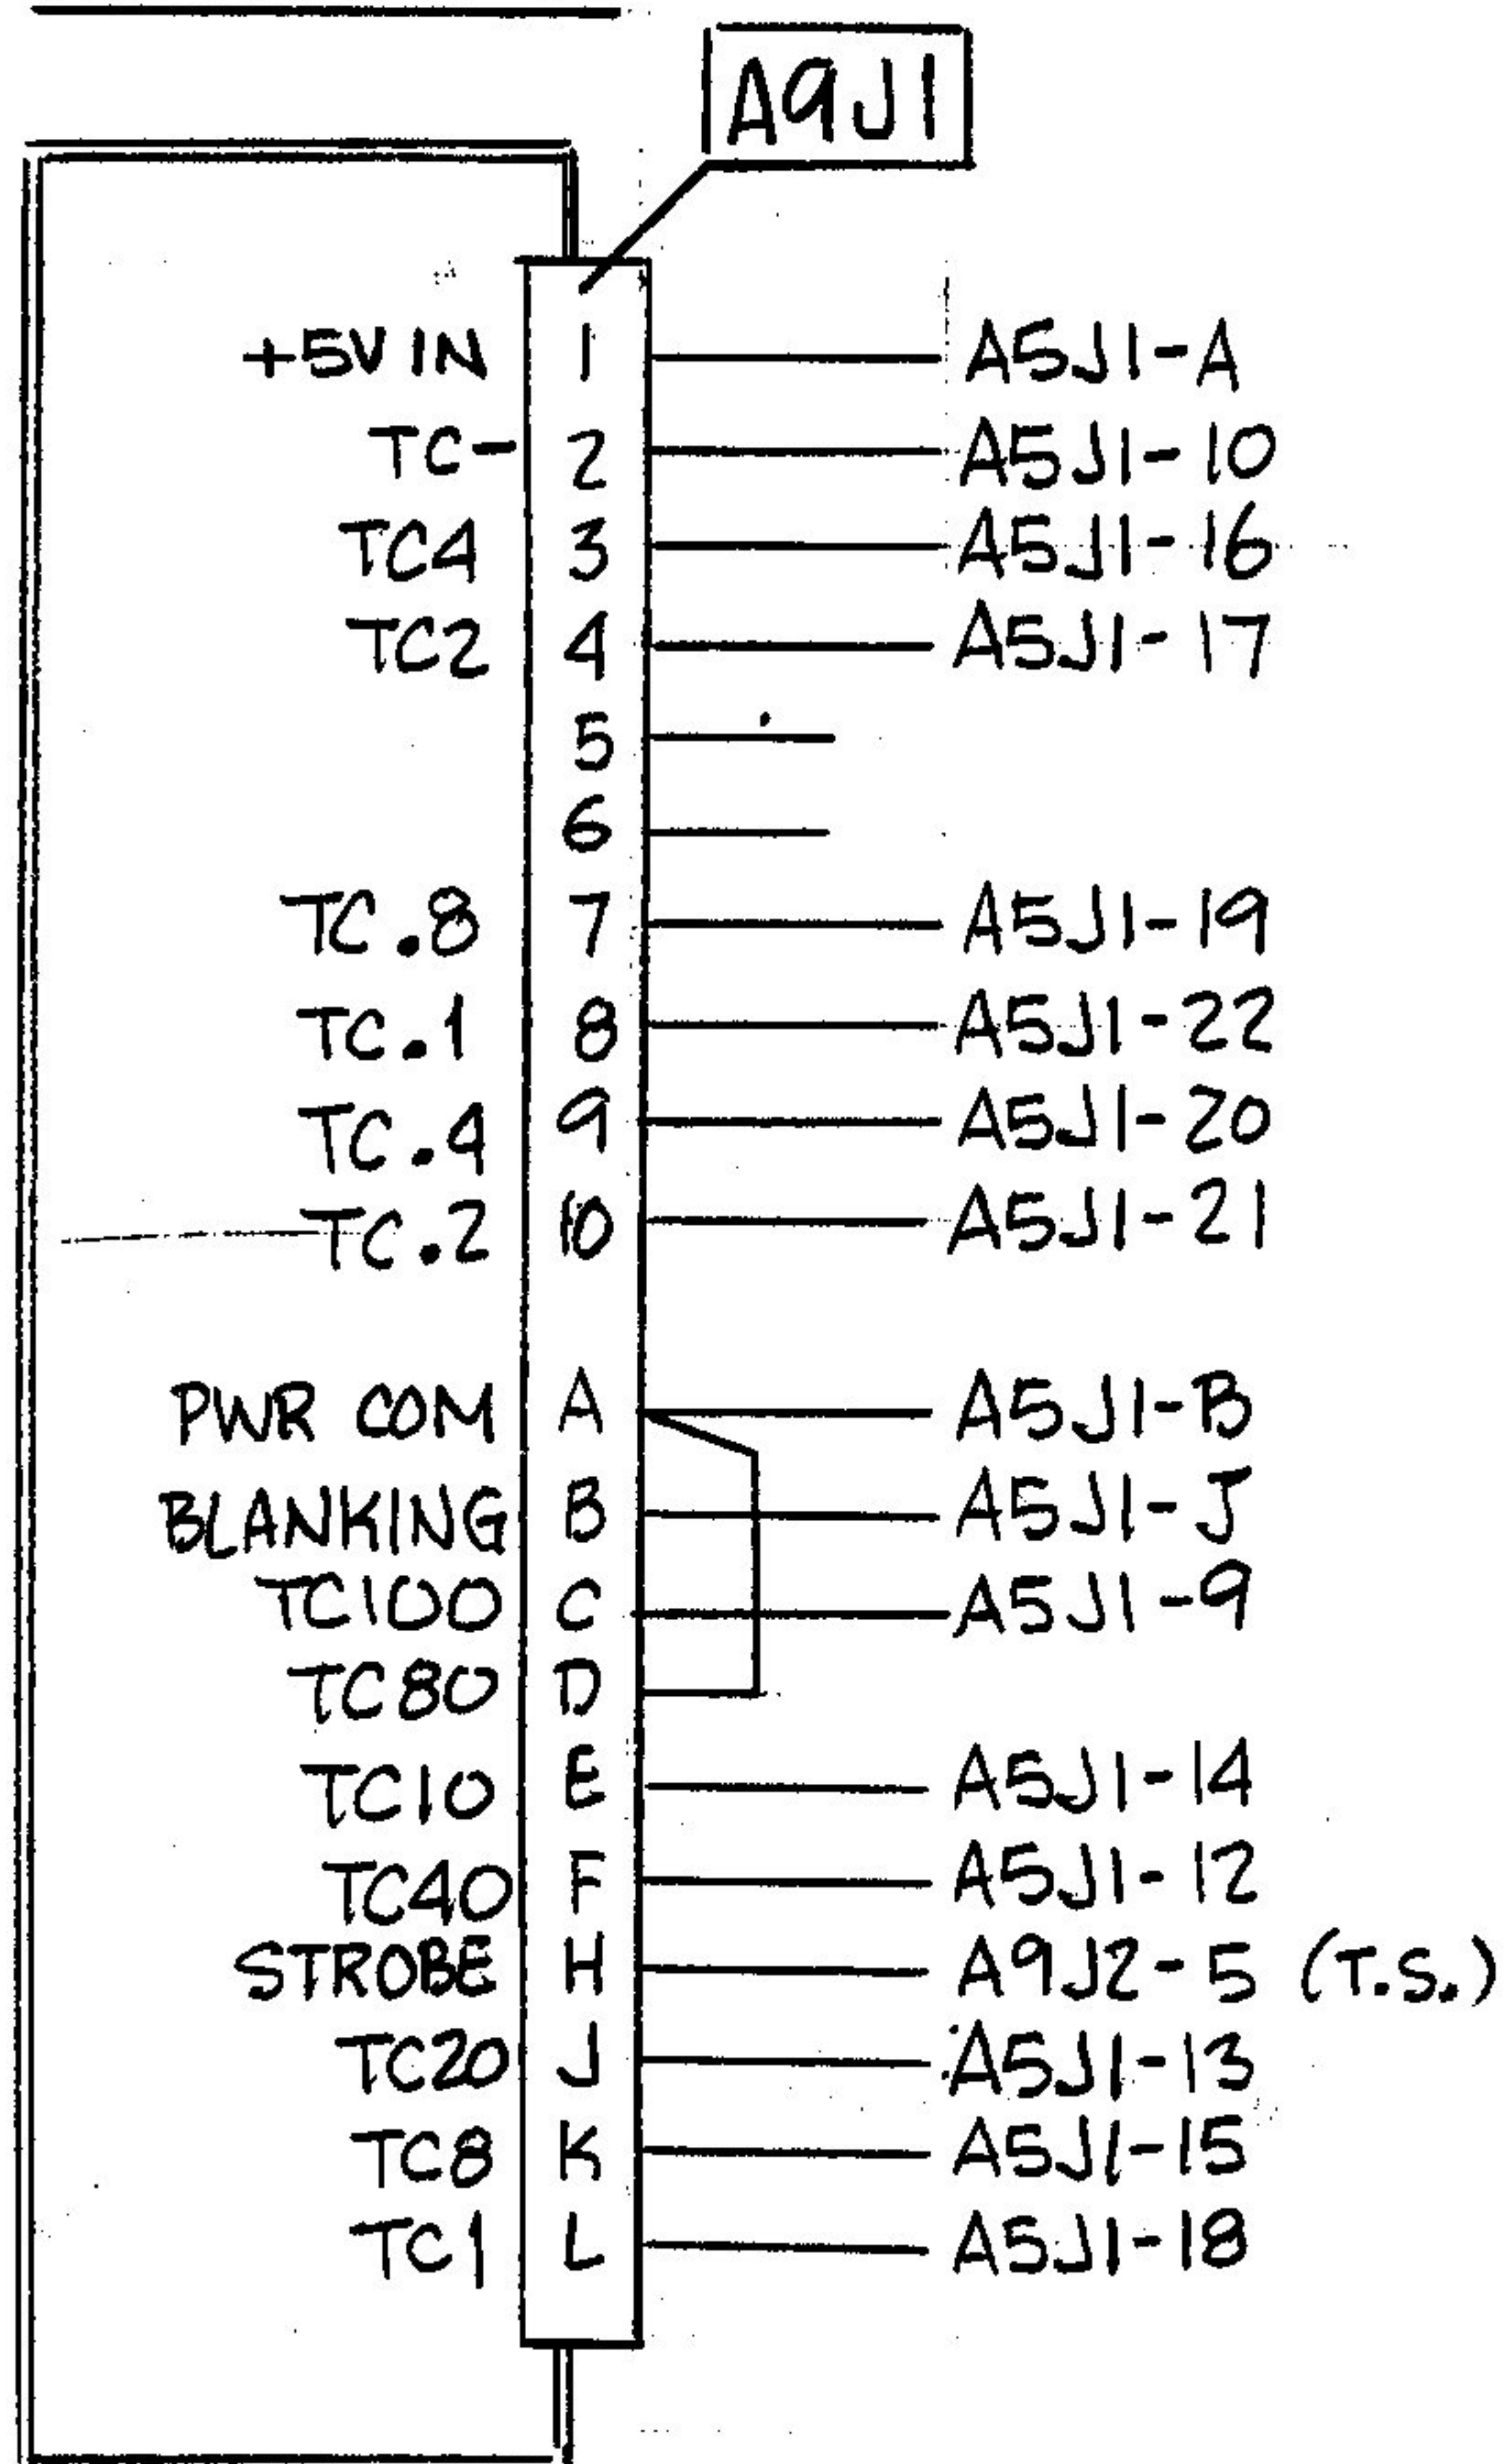 A9J1
+5V IN 1 A5J1-A
TC- 2 A5J1-10
TC4 3 A5J1-16
TC2 4 A5J1-17
5
6
TC.8 7 A5J1-19
TC.1 8 A5J1-22
TC.4 9 A5J1-20
TC.2 10 A5J1-21
PWR COM A A5J1-B
BLANKING B A5J1-J
TC100 C A5J1-9
TC80 D
TC10 E A5J1-14
TC40 F A5J1-12
STROBE H A9J2-5 (T.S.)
TC20 J A5J1-13
TC8 K A5J1-15
TC1 L A5J1-18